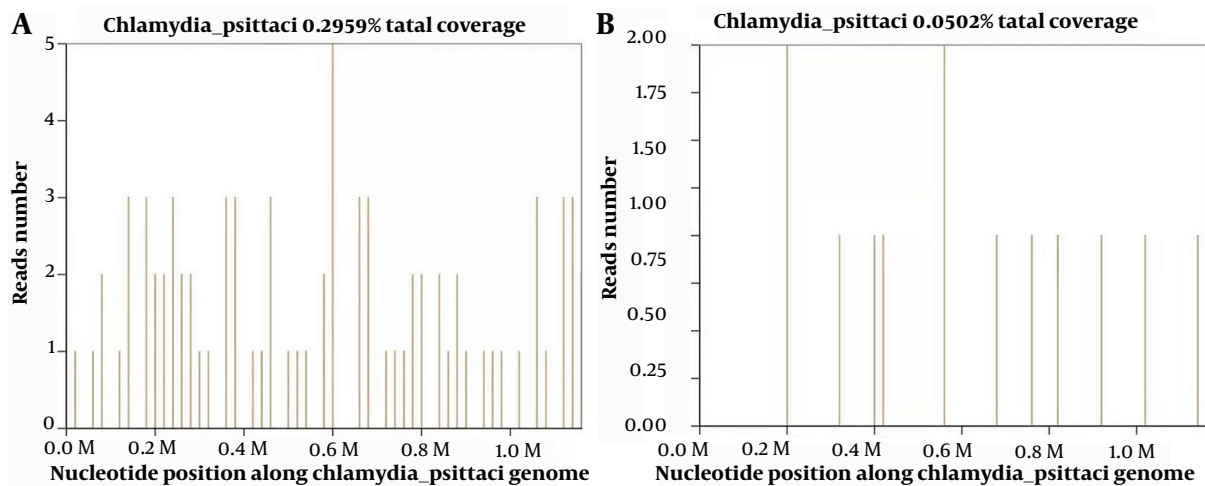 A
Chlamydia_psittaci 0.2959% tatal coverage
5
4
3
2
1
0
Reads number
0.0 M 0.2 M 0.4 M 0.6 M 0.8 M 1.0 M
Nucleotide position along chlamydia_psittaci genome
B
Chlamydia_psittaci 0.0502% tatal coverage
2.00
1.75
1.50
1.00
0.75
0.50
0.25
0.00
Reads number
0.0 M 0.2 M 0.4 M 0.6 M 0.8 M 1.0 M
Nucleotide position along chlamydia_psittaci genome